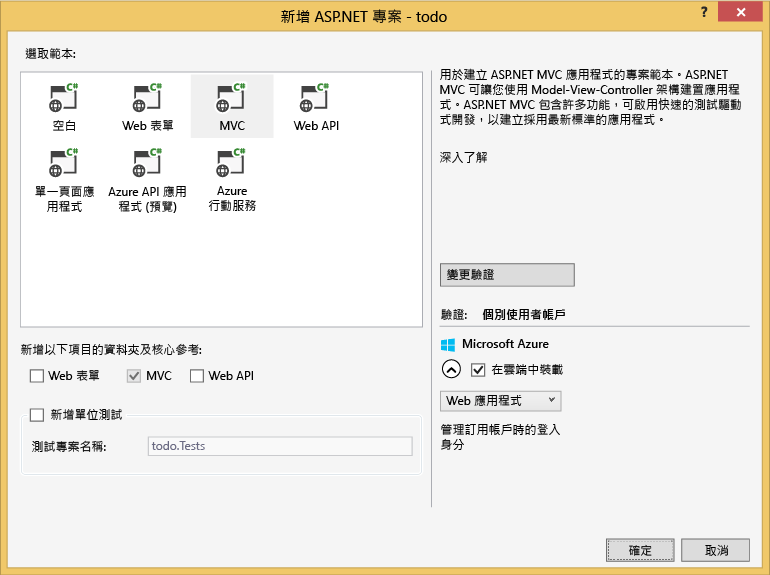 新增 ASP.NET 專案 - todo
?
選取範本:
C#
C#
C#
C#
空白
Web 表單
MVC
Web API
C#
C#
C#
單一頁面應
用程式
Azure API 應用
程式 (預覽)
Azure
行動服務
用於建立 ASP.NET MVC 應用程式的專案範本。ASP.NET
MVC 可讓您使用 Model-View-Controller 架構建置應用程
式。ASP.NET MVC 包含許多功能，可啟用快速的測試驅動
式開發，以建立採用最新標準的應用程式。
深入了解
變更驗證
驗證: 個別使用者帳戶
Microsoft Azure
在雲端中裝載
Web 應用程式
管理訂用帳戶時的登入
身分
新增以下項目的資料夾及核心參考:
Web 表單
MVC
Web API
新增單位測試
測試專案名稱:
todo.Tests
確定
取消